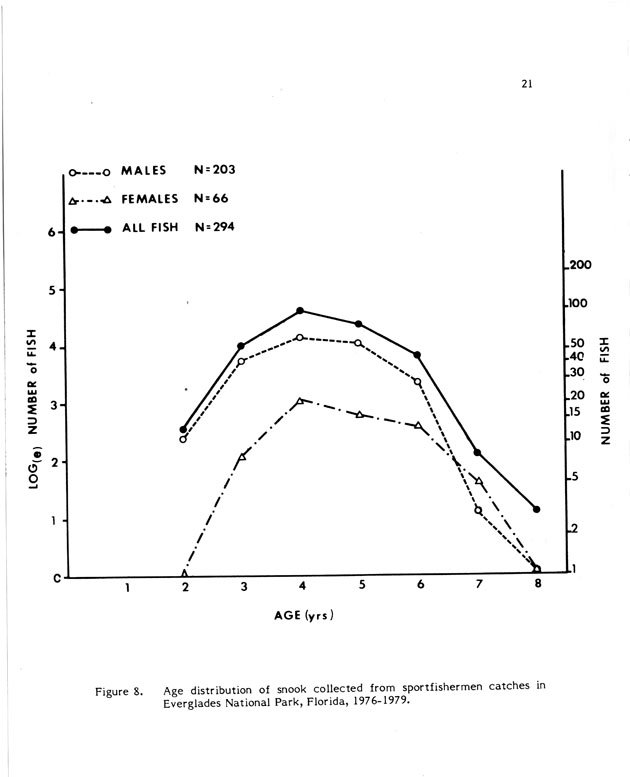 21
MALES N=203
FEMALES N=66
ALL FISH N=294
LOG(e) NUMBER of FISH
6
5
4
3
2
1
C
NUMBER of FISH
200
100
50
40
30
20
15
10
5
2
1
1 2 3 4 5 6 7 8
AGE (yrs)
Figure 8. Age distribution of snook collected from sportfishermen catches in
Everglades National Park, Florida, 1976-1979.